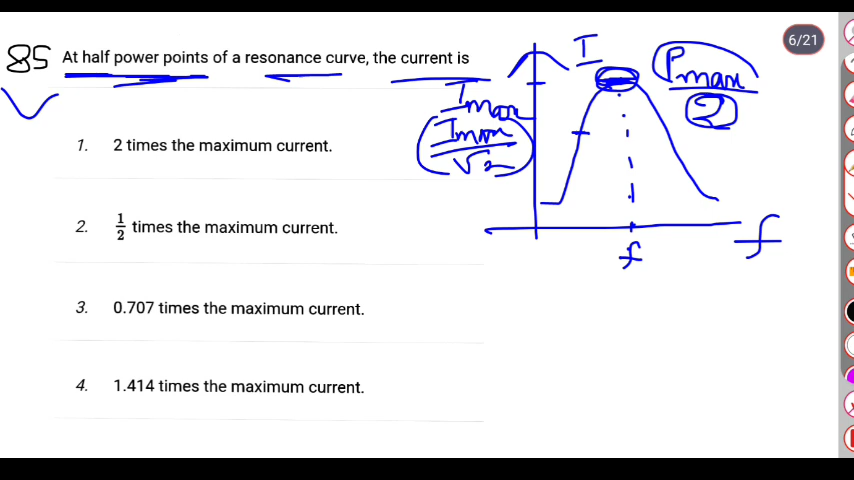 6/21
85 At half power points of a resonance curve, the current is
1. 2 times the maximum current.
2. 1/2 times the maximum current.
3. 0.707 times the maximum current.
4. 1.414 times the maximum current.
I
Pmax/2
Imax
Imax/√2
f
f